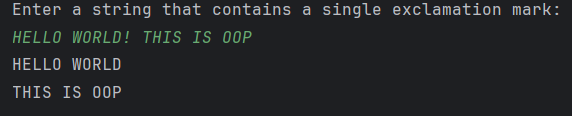 Enter a string that contains a single exclamation mark:
HELLO WORLD! THIS IS OOP
HELLO WORLD
THIS IS OOP